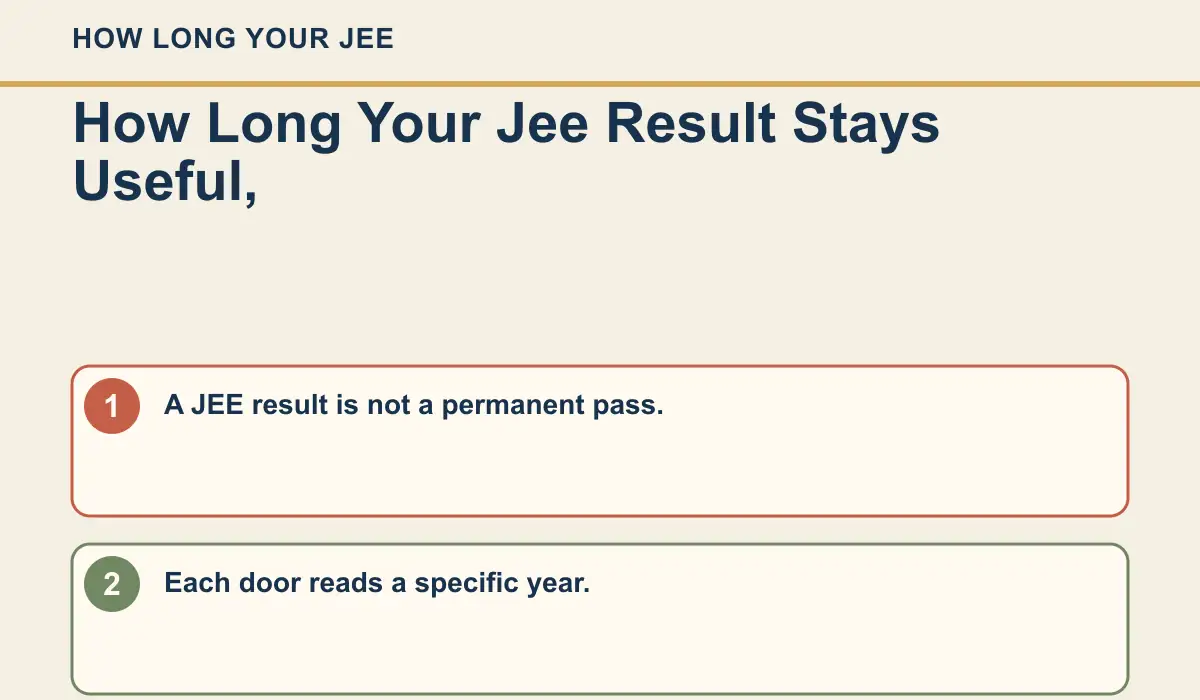 HOW LONG YOUR JEE
How Long Your Jee Result Stays
Useful,
1
A JEE result is not a permanent pass.
2
Each door reads a specific year.